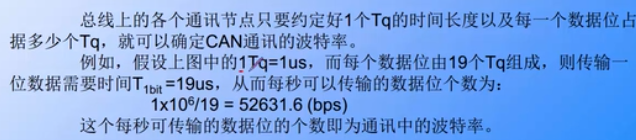 总线上的各个通讯节点只要约定好1个Tq的时间长度以及每一个数据位占
据多少个Tq，就可以确定CAN通讯的波特率。
例如，假设上图中的1Tq=1us，而每个数据位由19个Tq组成，则传输一
位数据需要时间T1bit =19us，从而每秒可以传输的数据位个数为：
1x10⁶/19 = 52631.6 (bps)
这个每秒可传输的数据位的个数即为通讯中的波特率。